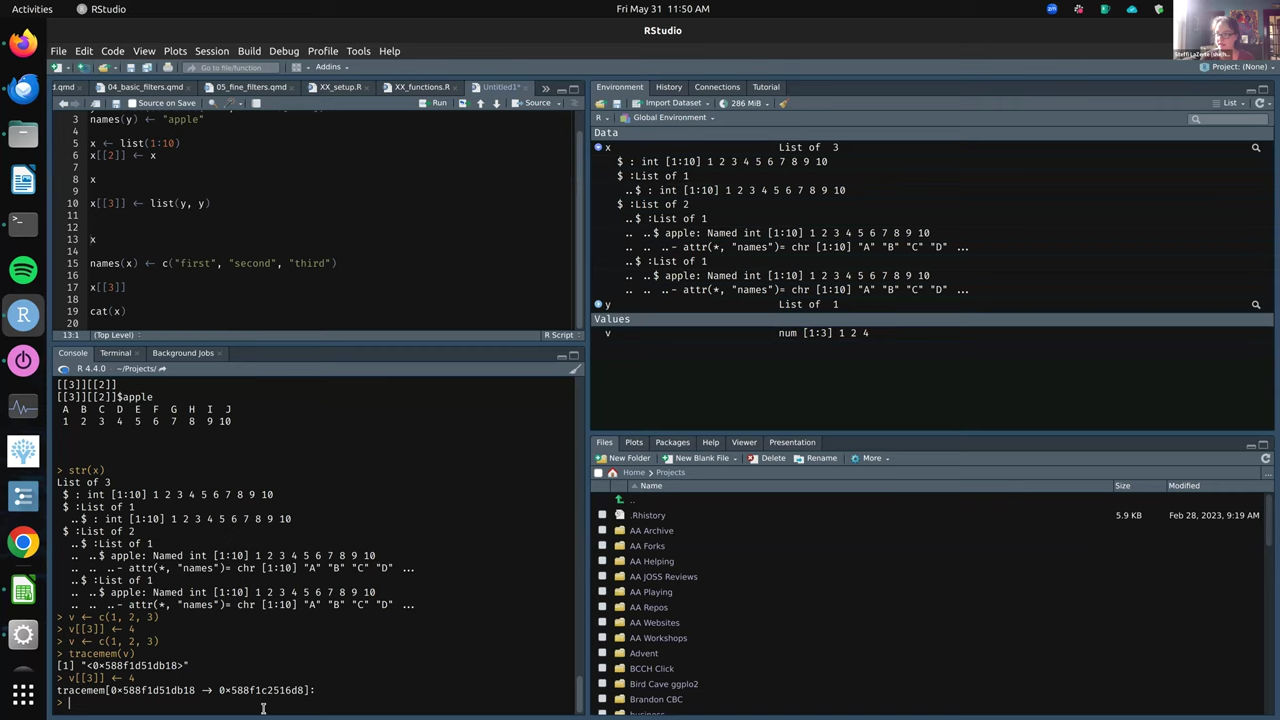 Activities
RStudio
Fri May 31 11:50 AM
RStudio
File Edit Code View Plots Session Build Debug Profile Tools Help
Go to file/function
Addins
Project: (None)
d.qmd
04_basic_filters.qmd
05_fine_filters.qmd
XX_setup.R
XX_functions.R
Untitled1*
Source on Save
Run
Source
3 names(y) ← "apple"
4
5 x ← list(1:10)
6 x[[2]] ← x
7
8 x
9
10 x[[3]] ← list(y, y)
11
12
13 x
14
15 names(x) ← c("first", "second", "third")
16
17 x[[3]]
18
19 cat(x)
20
13:1 (Top Level) R Script
Console Terminal Background Jobs
R 4.4.0 · ~/Projects/
[[3]][[2]]
[[3]][[2]]$apple
A B C D E F G H I J
1 2 3 4 5 6 7 8 9 10
> str(x)
List of 3
$ : int [1:10] 1 2 3 4 5 6 7 8 9 10
$ :List of 1
..$ : int [1:10] 1 2 3 4 5 6 7 8 9 10
$ :List of 2
..$ :List of 1
.. ..$ apple: Named int [1:10] 1 2 3 4 5 6 7 8 9 10
.. .. ..- attr(*, "names")= chr [1:10] "A" "B" "C" "D" ...
..$ :List of 1
.. ..$ apple: Named int [1:10] 1 2 3 4 5 6 7 8 9 10
.. .. ..- attr(*, "names")= chr [1:10] "A" "B" "C" "D" ...
> v ← c(1, 2, 3)
> v[[3]] ← 4
> v ← c(1, 2, 3)
> tracemem(v)
[1] "<0×588f1d51db18>"
> v[[3]] ← 4
tracemem[0×588f1d51db18 → 0×588f1c2516d8]:
>
Environment History Connections Tutorial
Import Dataset
286 MiB
List
R
Global Environment
Data
x List of 3
$ : int [1:10] 1 2 3 4 5 6 7 8 9 10
$ :List of 1
..$ : int [1:10] 1 2 3 4 5 6 7 8 9 10
$ :List of 2
..$ :List of 1
.. ..$ apple: Named int [1:10] 1 2 3 4 5 6 7 8 9 10
.. .. ..- attr(*, "names")= chr [1:10] "A" "B" "C" "D" ...
..$ :List of 1
.. ..$ apple: Named int [1:10] 1 2 3 4 5 6 7 8 9 10
.. .. ..- attr(*, "names")= chr [1:10] "A" "B" "C" "D" ...
y List of 1
Values
v num [1:3] 1 2 4
Files Plots Packages Help Viewer Presentation
New Folder New Blank File Delete Rename More
Home Projects
Name Size Modified
..
.Rhistory 5.9 KB Feb 28, 2023, 9:19 AM
AA Archive
AA Forks
AA Helping
AA JOSS Reviews
AA Playing
AA Repos
AA Websites
AA Workshops
Advent
BCCH Click
Bird Cave ggplo2
Brandon CBC
business